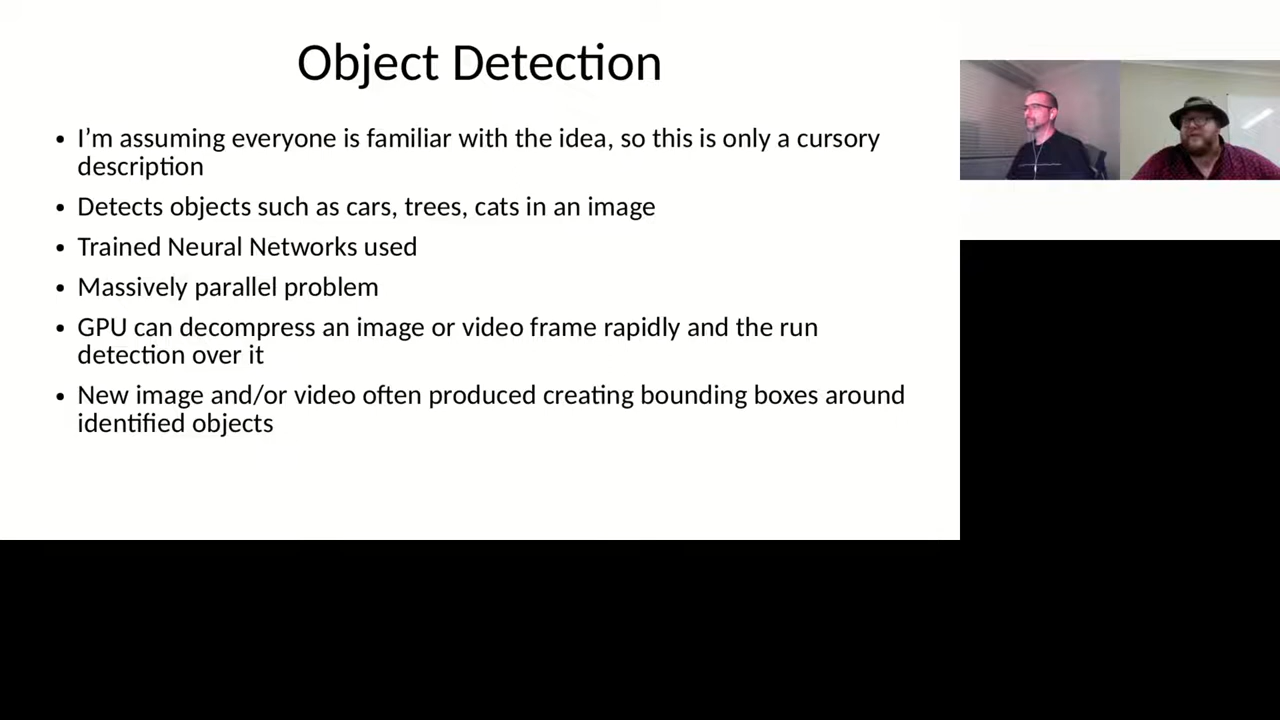 Object Detection
• I’m assuming everyone is familiar with the idea, so this is only a cursory
description
• Detects objects such as cars, trees, cats in an image
• Trained Neural Networks used
• Massively parallel problem
• GPU can decompress an image or video frame rapidly and the run
detection over it
• New image and/or video often produced creating bounding boxes around
identified objects